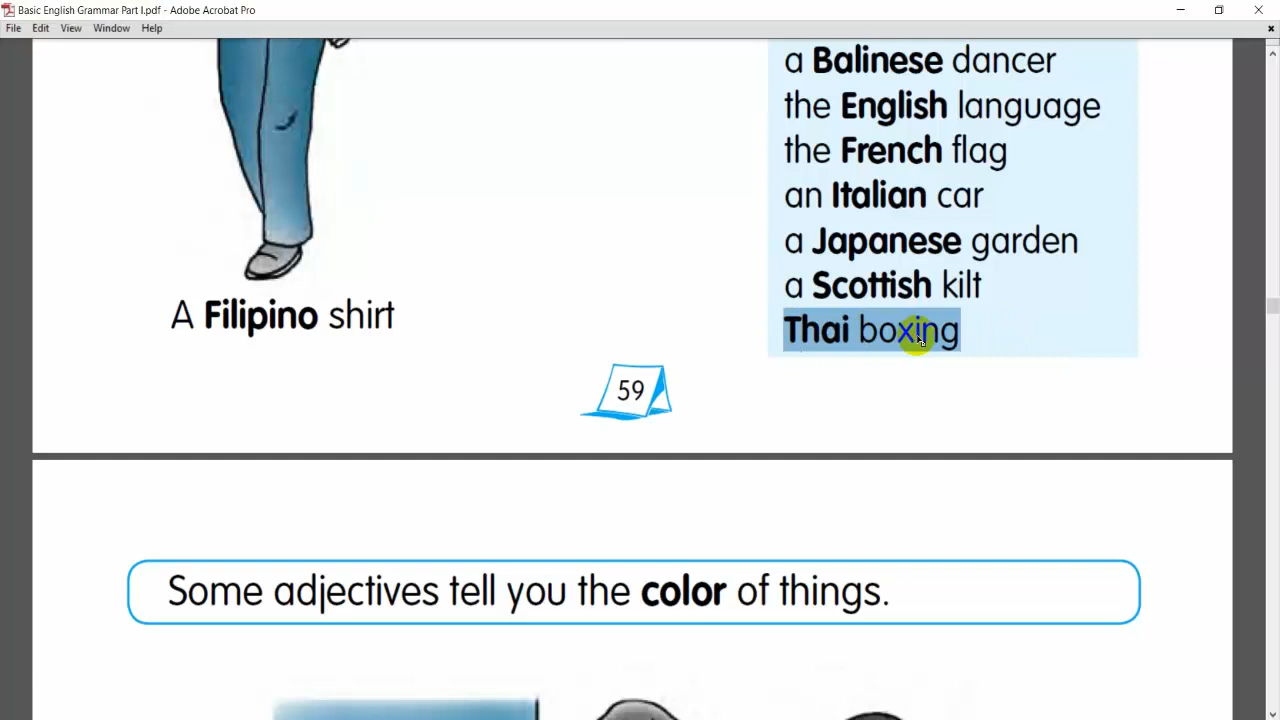 Basic English Grammar Part I.pdf - Adobe Acrobat Pro
File Edit View Window Help
a Balinese dancer
the English language
the French flag
an Italian car
a Japanese garden
a Scottish kilt
Thai boxing
A Filipino shirt
59
Some adjectives tell you the color of things.